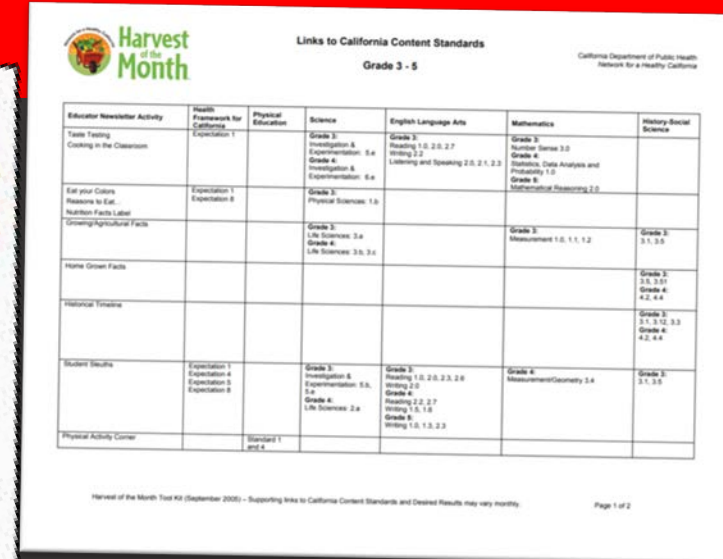 Network for a Healthy California
Harvest
of the
Month
Links to California Content Standards
Grade 3 - 5
California Department of Public Health
Network for a Healthy California
Educator Newsletter Activity
Health Framework for California
Physical Education
Science
English Language Arts
Mathematics
History-Social Science
Taste Testing
Cooking in the Classroom
Expectation 1
Grade 3:
Investigation &
Experimentation: 5.e
Grade 4:
Investigation &
Experimentation: 6.e
Grade 3:
Reading 1.0, 2.0, 2.7
Writing 2.2
Listening and Speaking 2.0, 2.1, 2.3
Grade 3:
Number Sense 3.0
Grade 4:
Statistics, Data Analysis and
Probability 1.0
Grade 5:
Mathematical Reasoning 2.0
Eat your Colors
Reasons to Eat...
Nutrition Facts Label
Expectation 1
Expectation 8
Grade 3:
Physical Sciences: 1.b
Growing/Agricultural Facts
Grade 3:
Life Sciences: 3.a
Grade 4:
Life Sciences: 3.b, 3.c
Grade 3:
Measurement 1.0, 1.1, 1.2
Grade 3:
3.1, 3.5
Home Grown Facts
Grade 3:
3.5, 3.51
Grade 4:
4.2, 4.4
Historical Timeline
Grade 3:
3.1, 3.12, 3.3
Grade 4:
4.2, 4.4
Student Sleuths
Expectation 1
Expectation 4
Expectation 5
Expectation 8
Grade 3:
Investigation &
Experimentation: 5.b,
5.e
Grade 4:
Life Sciences: 2.a
Grade 3:
Reading 1.0, 2.0, 2.3, 2.6
Writing 2.0
Grade 4:
Reading 2.2, 2.7
Writing 1.5, 1.8
Grade 5:
Writing 1.0, 1.3, 2.3
Grade 4:
Measurement/Geometry 3.4
Grade 3:
3.1, 3.5
Physical Activity Corner
Standard 1
and 4
Harvest of the Month Tool Kit (September 2005) – Supporting links to California Content Standards and Desired Results may vary monthly.
Page 1 of 2